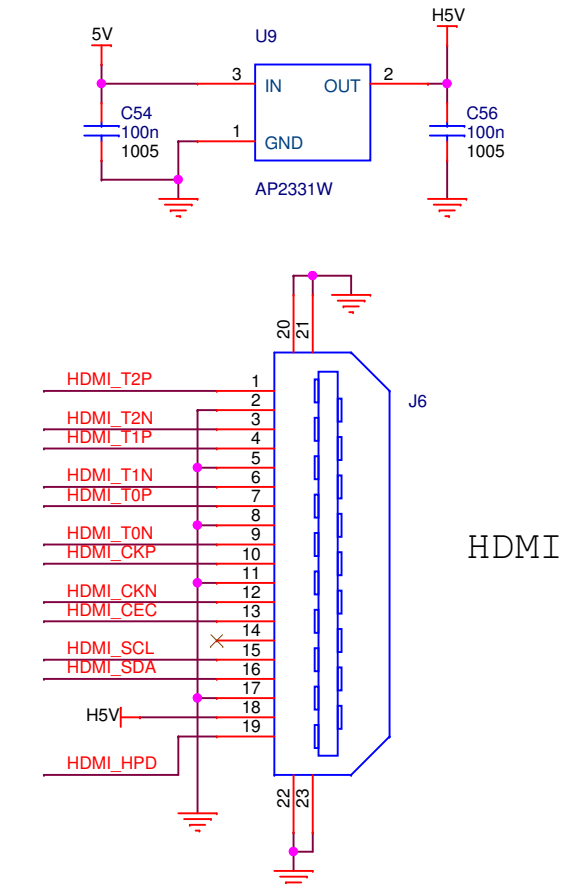 5V
U9
H5V
3
IN
OUT
2
C54
100n
1005
1
GND
C56
100n
1005
AP2331W
20
21
HDMI_T2P
1
2
J6
HDMI_T2N
3
HDMI_T1P
4
5
HDMI_T1N
6
HDMI_T0P
7
8
HDMI_T0N
9
HDMI_CKP
10
HDMI
11
HDMI_CKN
12
HDMI_CEC
13
14
HDMI_SCL
15
HDMI_SDA
16
17
H5V
18
19
HDMI_HPD
22
23